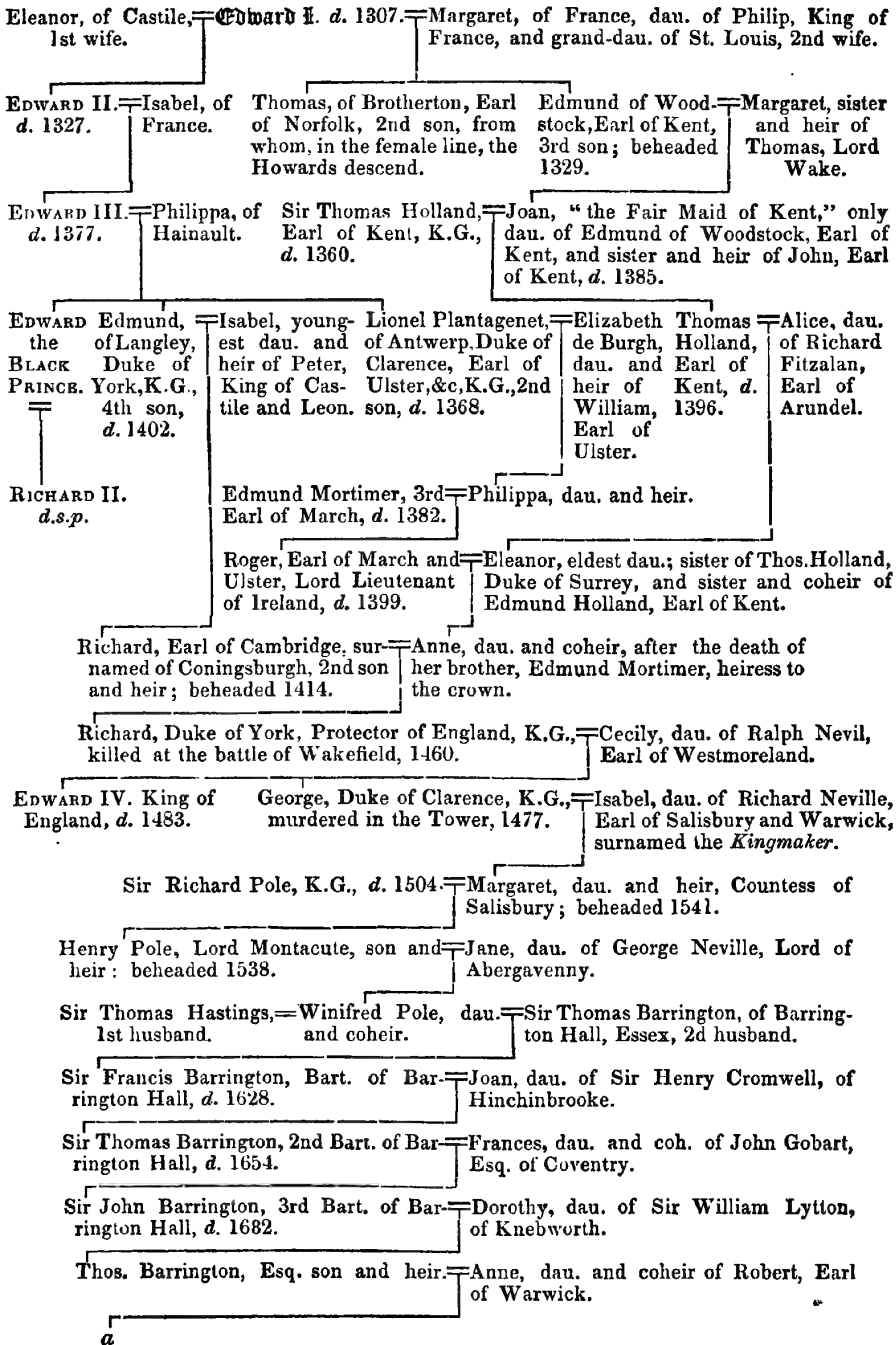 Eleanor, of Castile,=Edward I. d. 1307.=Margaret, of France, dau. of Philip, King of
1st wife. France, and grand-dau. of St. Louis, 2nd wife.
EDWARD II.=Isabel, of Thomas, of Brotherton, Earl Edmund of Wood-=Margaret, sister
d. 1327. France. of Norfolk, 2nd son, from stock,Earl of Kent, and heir of
whom, in the female line, the 3rd son; beheaded Thomas, Lord
Howards descend. 1329. Wake.
EDWARD III.=Philippa, of Sir Thomas Holland,=Joan, "the Fair Maid of Kent," only
d. 1377. Hainault. Earl of Kent, K.G., dau. of Edmund of Woodstock, Earl of
d. 1360. Kent, and sister and heir of John, Earl
of Kent, d. 1385.
EDWARD Edmund, =Isabel, young- Lionel Plantagenet,=Elizabeth Thomas =Alice, dau.
the of Langley, est dau. and of Antwerp,Duke of de Burgh, Holland, of Richard
BLACK Duke of heir of Peter, Clarence, Earl of dau. and Earl of Fitzalan,
PRINCE. York,K.G., King of Cas- Ulster,&c,K.G.,2nd heir of Kent, d. Earl of
= 4th son, tile and Leon. son, d. 1368. William, 1396. Arundel.
d. 1402. Earl of
Ulster.
RICHARD II. Edmund Mortimer, 3rd=Philippa, dau. and heir.
d.s.p. Earl of March, d. 1382.
Roger, Earl of March and=Eleanor, eldest dau.; sister of Thos. Holland,
Ulster, Lord Lieutenant Duke of Surrey, and sister and coheir of
of Ireland, d. 1399. Edmund Holland, Earl of Kent.
Richard, Earl of Cambridge, sur-=Anne, dau. and coheir, after the death of
named of Coningsburgh, 2nd son her brother, Edmund Mortimer, heiress to
and heir; beheaded 1414. the crown.
Richard, Duke of York, Protector of England, K.G.,=Cecily, dau. of Ralph Nevil,
killed at the battle of Wakefield, 1460. Earl of Westmoreland.
EDWARD IV. King of George, Duke of Clarence, K.G.,=Isabel, dau. of Richard Neville,
England, d. 1483. murdered in the Tower, 1477. Earl of Salisbury and Warwick,
surnamed the Kingmaker.
Sir Richard Pole, K.G., d. 1504.=Margaret, dau. and heir, Countess of
Salisbury; beheaded 1541.
Henry Pole, Lord Montacute, son and=Jane, dau. of George Neville, Lord of
heir: beheaded 1538. Abergavenny.
Sir Thomas Hastings,=Winifred Pole, dau.=Sir Thomas Barrington, of Barring-
1st husband. and coheir. ton Hall, Essex, 2d husband.
Sir Francis Barrington, Bart. of Bar-=Joan, dau. of Sir Henry Cromwell, of
rington Hall, d. 1628. Hinchinbrooke.
Sir Thomas Barrington, 2nd Bart. of Bar-=Frances, dau. and coh. of John Gobart,
rington Hall, d. 1654. Esq. of Coventry.
Sir John Barrington, 3rd Bart. of Bar-=Dorothy, dau. of Sir William Lytton,
rington Hall, d. 1682. of Knebworth.
Thos. Barrington, Esq. son and heir.=Anne, dau. and coheir of Robert, Earl
of Warwick.
a